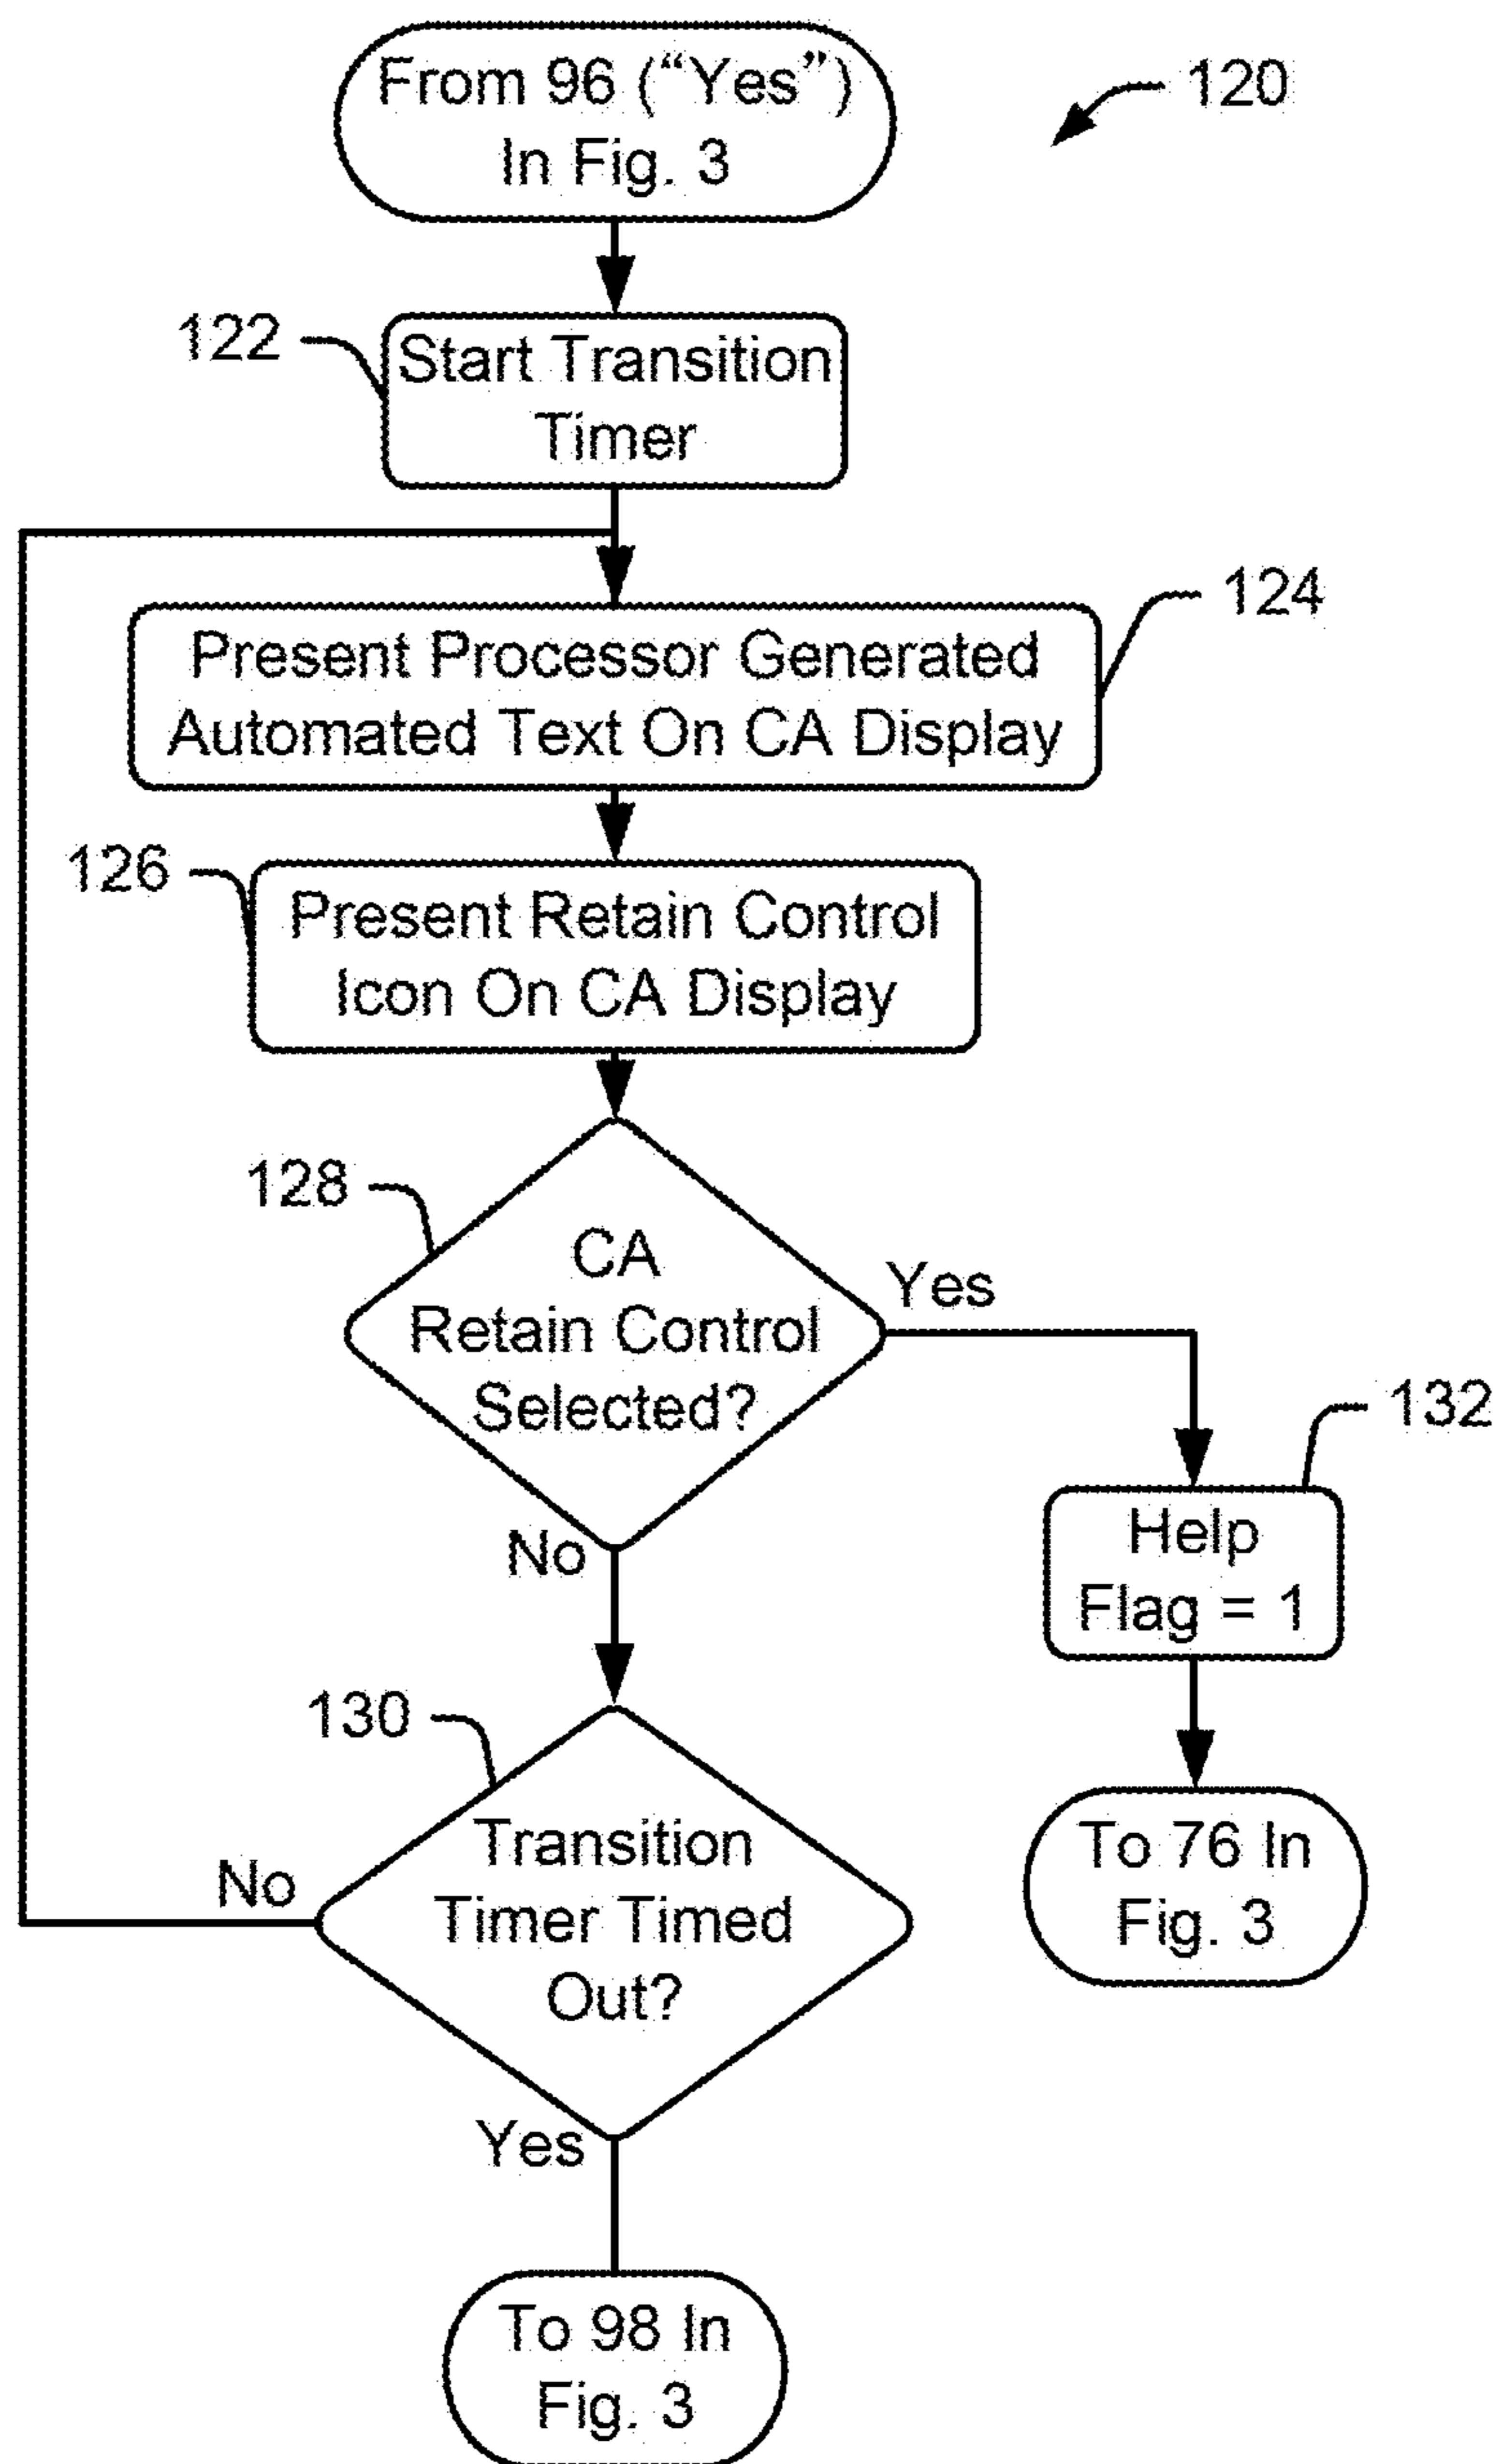 From 96 (“Yes”)
In Fig. 3
120
122
Start Transition
Timer
124
Present Processor Generated
Automated Text On CA Display
126
Present Retain Control
Icon On CA Display
128
CA
Retain Control
Selected?
Yes
No
132
Help
Flag = 1
130
Transition
Timer Timed
Out?
No
Yes
To 76 In
Fig. 3
To 98 In
Fig. 3